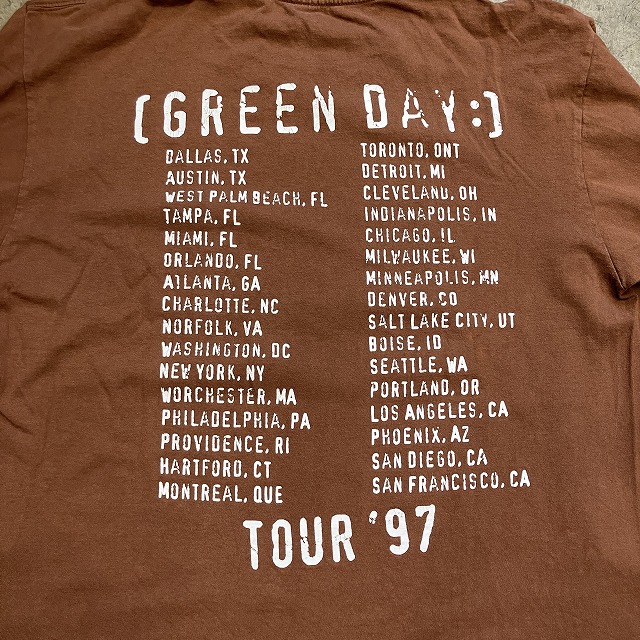 [GREEN DAY:]
DALLAS, TX
AUSTIN, TX
WEST PALM BEACH, FL
TAMPA, FL
MIAMI, FL
ORLANDO, FL
ATLANTA, GA
CHARLOTTE, NC
NORFOLK, VA
WASHINGTON, DC
NEW YORK, NY
WORCHESTER, MA
PHILADELPHIA, PA
PROVIDENCE, RI
HARTFORD, CT
MONTREAL, QUE
TORONTO, ONT
DETROIT, MI
CLEVELAND, OH
INDIANAPOLIS, IN
CHICAGO, IL
MILWAUKEE, WI
MINNEAPOLIS, MN
DENVER, CO
SALT LAKE CITY, UT
BOISE, ID
SEATTLE, WA
PORTLAND, OR
LOS ANGELES, CA
PHOENIX, AZ
SAN DIEGO, CA
SAN FRANCISCO, CA
TOUR '97